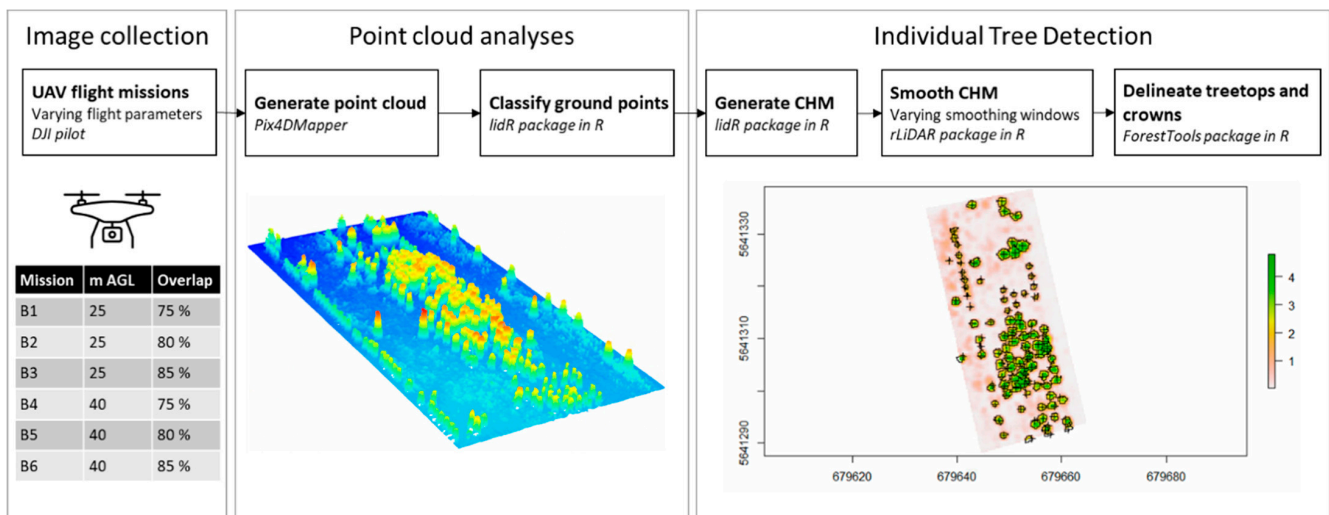 Image collection
UAV flight missions
Varying flight parameters
DJI pilot
Mission m AGL Overlap
B1 25 75 %
B2 25 80 %
B3 25 85 %
B4 40 75 %
B5 40 80 %
B6 40 85 %
Point cloud analyses
Generate point cloud
Pix4DMapper
Classify ground points
lidR package in R
Individual Tree Detection
Generate CHM
lidR package in R
Smooth CHM
Varying smoothing windows
rLiDAR package in R
Delineate treetops and
crowns
ForestTools package in R
5641330
5641310
5641290
679620 679640 679660 679680
4
3
2
1